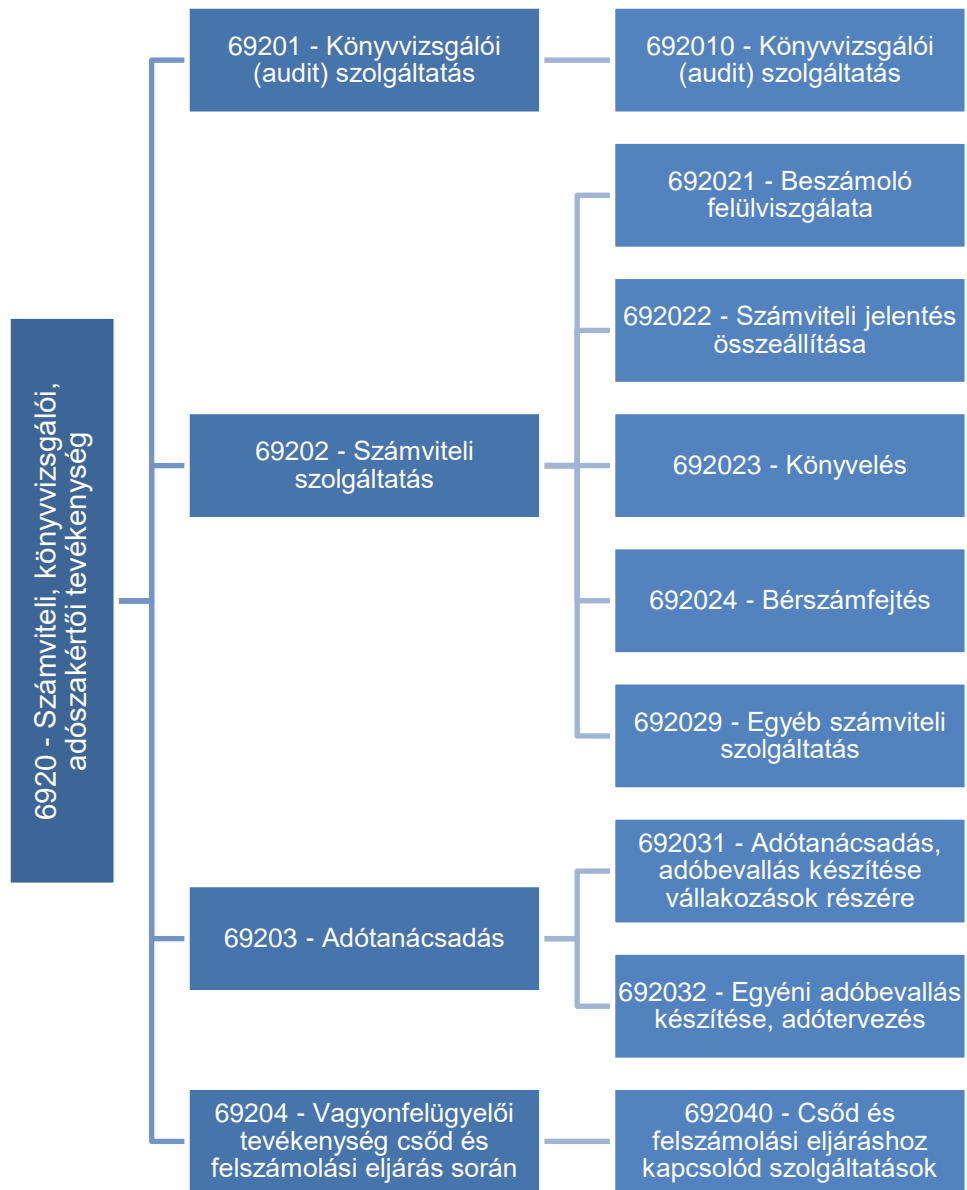 6920 - Számviteli, könyvvizsgálói,
adószakértői tevékenység
69201 - Könyvvizsgálói
(audit) szolgáltatás
692010 - Könyvvizsgálói
(audit) szolgáltatás
69202 - Számviteli
szolgáltatás
692021 - Beszámoló
felülviszgálata
692022 - Számviteli jelentés
összeállítása
692023 - Könyvelés
692024 - Bérszámfejtés
692029 - Egyéb számviteli
szolgáltatás
69203 - Adótanácsadás
692031 - Adótanácsadás,
adóbevallás készítése
vállakozások részére
692032 - Egyéni adóbevallás
készítése, adótervezés
69204 - Vagyonfelügyelői
tevékenység csőd és
felszámolási eljárás során
692040 - Csőd és
felszámolási eljáráshoz
kapcsolód szolgáltatások